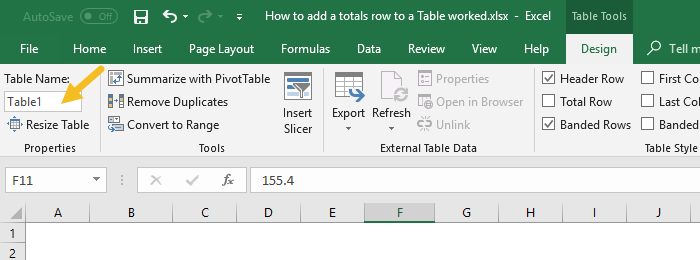 AutoSave Off How to add a totals row to a Table worked.xlsx - Excel Table Tools
File Home Insert Page Layout Formulas Data Review View Help Design Tell m
Table Name: Summarize with PivotTable Properties Header Row First Co
Table1 Remove Duplicates Insert Slicer Export Refresh Open in Browser Total Row Last Col
Resize Table Convert to Range Unlink Banded Rows Banded
Properties Tools External Table Data Table Style
F11 fx 155.4
A B C D E F G H I J
1
2